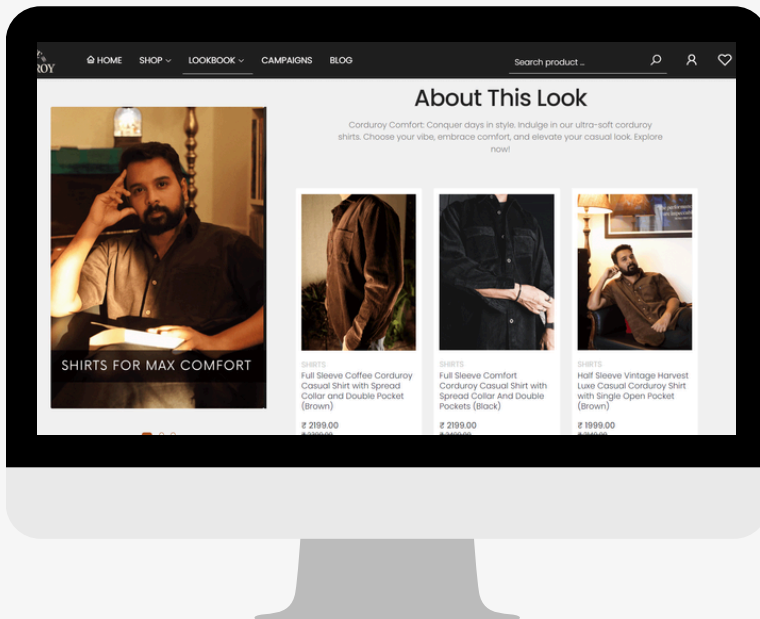 ROY
HOME SHOP LOOKBOOK CAMPAIGNS BLOG Search product ...
About This Look
Corduroy Comfort: Conquer days in style. Indulge in our ultra-soft corduroy
shirts. Choose your vibe, embrace comfort, and elevate your casual look. Explore
now!
SHIRTS FOR MAX COMFORT
SHIRTS
Full Sleeve Coffee Corduroy
Casual Shirt with Spread
Collar and Double Pocket
(Brown)
₹ 2199.00
SHIRTS
Full Sleeve Comfort
Corduroy Casual Shirt with
Spread Collar And Double
Pockets (Black)
₹ 2199.00
SHIRTS
Half Sleeve Vintage Harvest
Luxe Casual Corduroy Shirt
with Single Open Pocket
(Brown)
₹ 1999.00